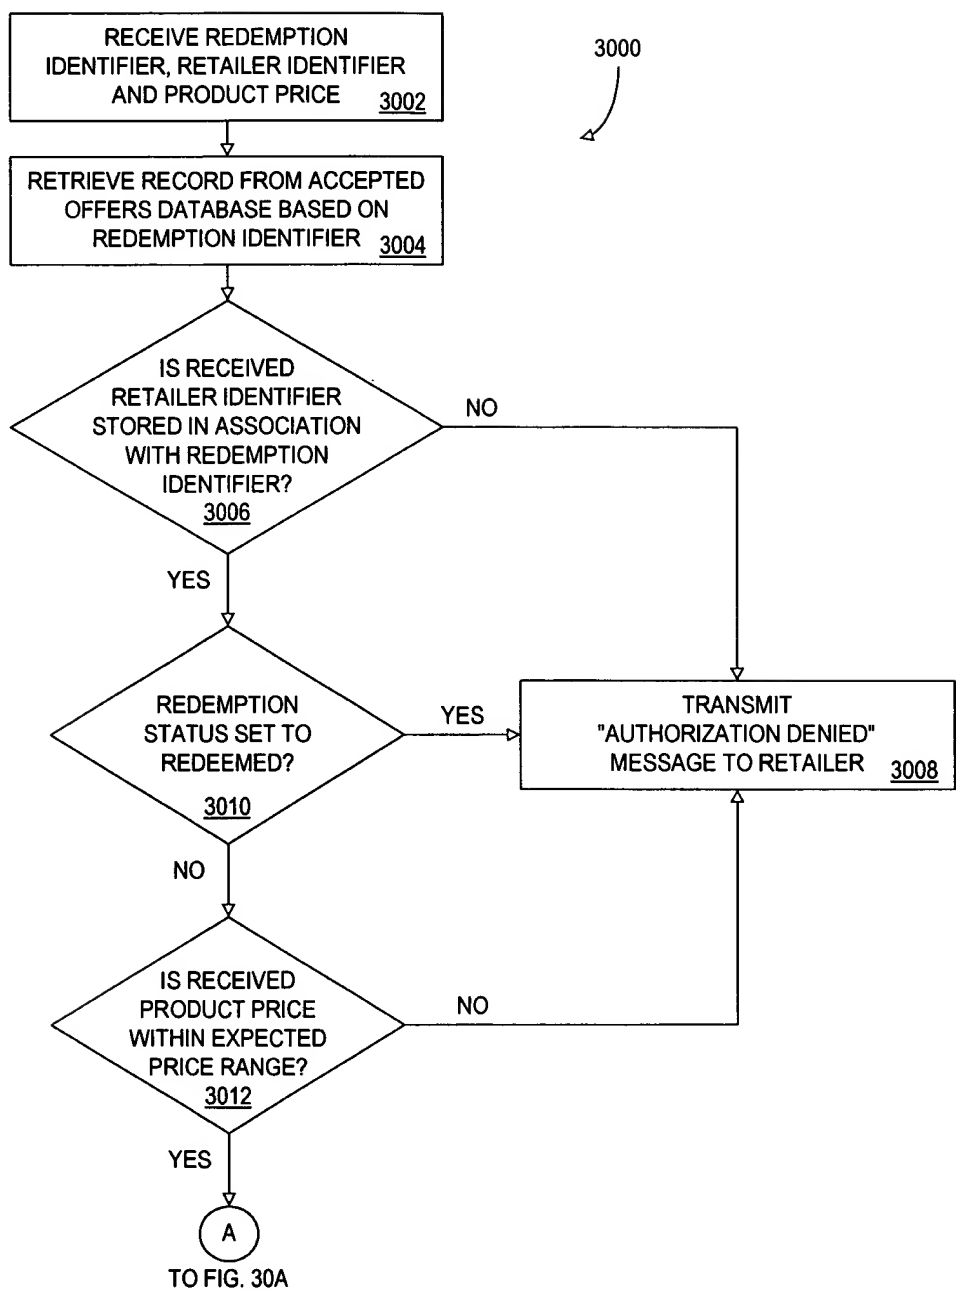 RECEIVE REDEMPTION
IDENTIFIER, RETAILER IDENTIFIER
AND PRODUCT PRICE
3002
3000
RETRIEVE RECORD FROM ACCEPTED
OFFERS DATABASE BASED ON
REDEMPTION IDENTIFIER
3004
IS RECEIVED
RETAILER IDENTIFIER
STORED IN ASSOCIATION
WITH REDEMPTION
IDENTIFIER?
3006
NO
YES
REDEMPTION
STATUS SET TO
REDEEMED?
3010
YES
TRANSMIT
"AUTHORIZATION DENIED"
MESSAGE TO RETAILER
3008
NO
IS RECEIVED
PRODUCT PRICE
WITHIN EXPECTED
PRICE RANGE?
3012
NO
YES
A
TO FIG. 30A